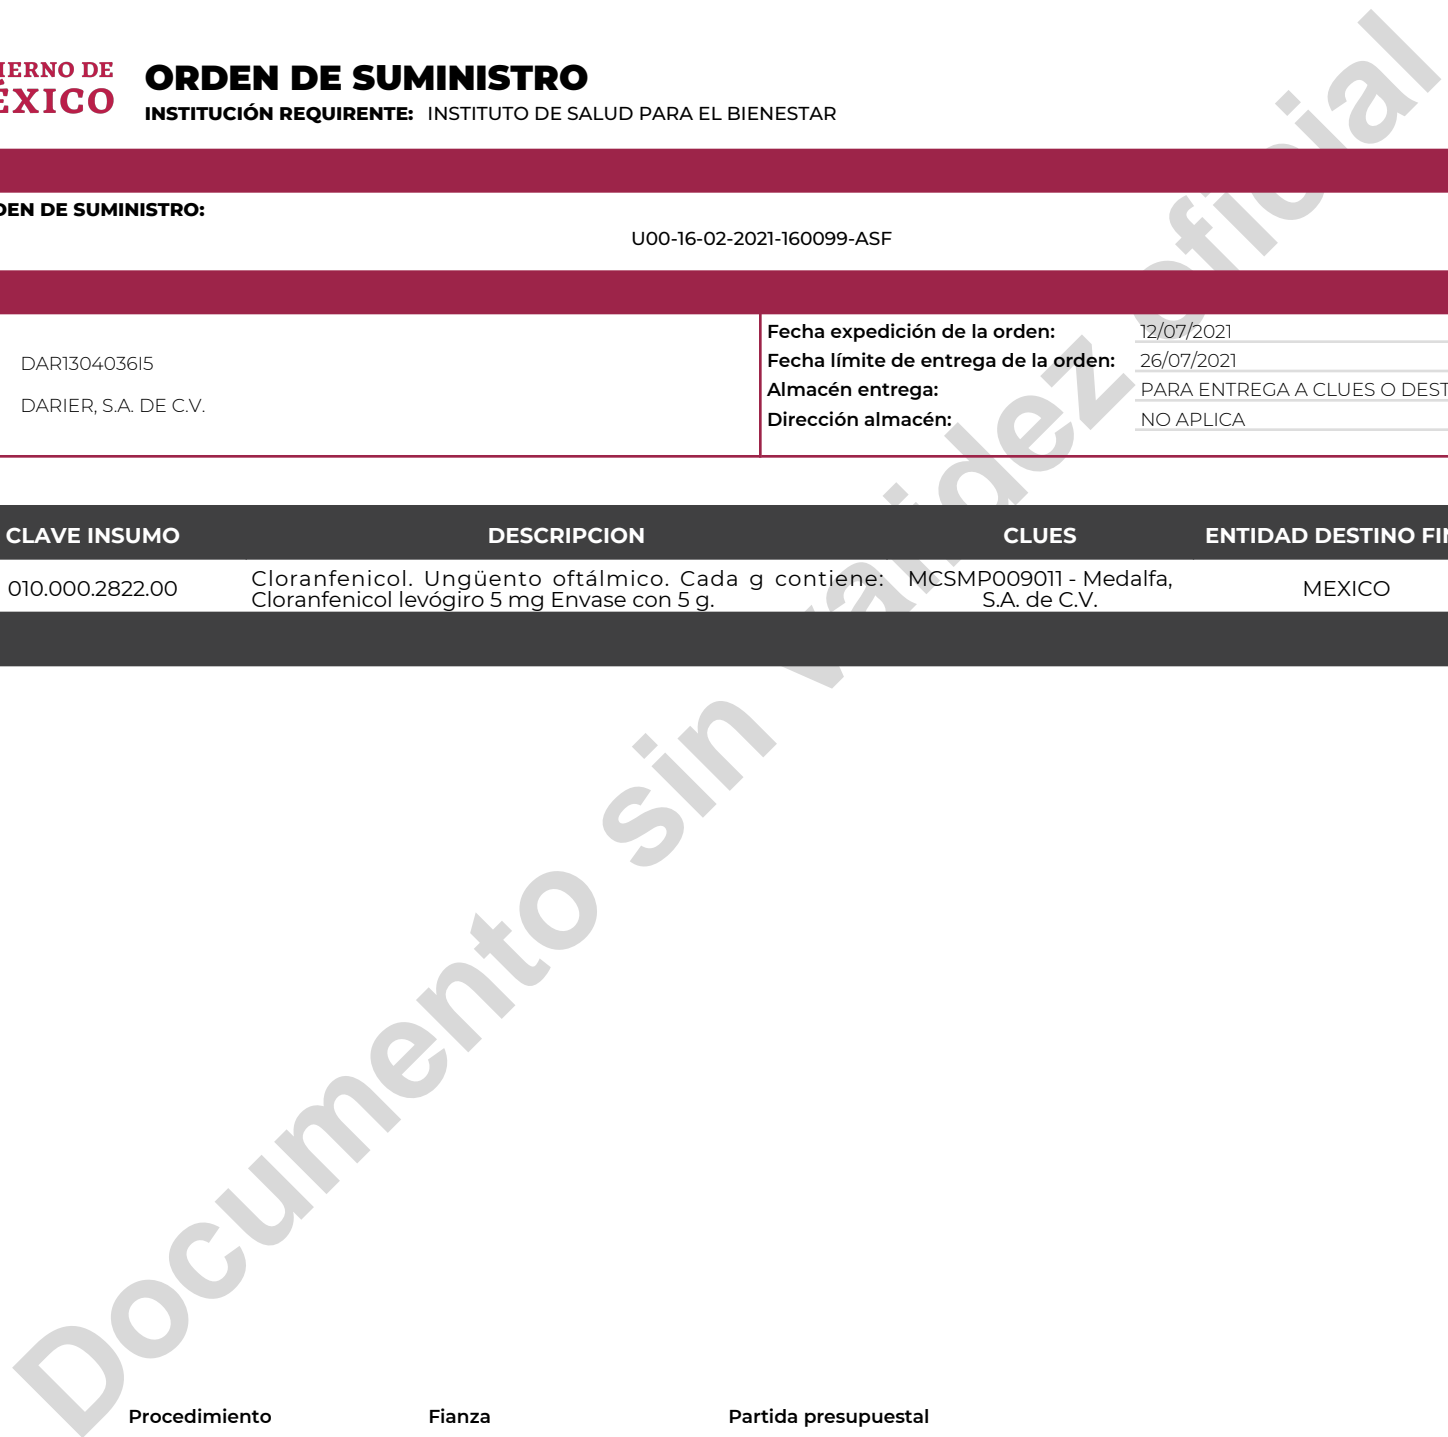 IERNO DE
ÉXICO
ORDEN DE SUMINISTRO
INSTITUCIÓN REQUIRENTE: INSTITUTO DE SALUD PARA EL BIENESTAR
DEN DE SUMINISTRO:
U00-16-02-2021-160099-ASF
DAR1304036I5
DARIER, S.A. DE C.V.
Fecha expedición de la orden: 12/07/2021
Fecha límite de entrega de la orden: 26/07/2021
Almacén entrega: PARA ENTREGA A CLUES O DEST
Dirección almacén: NO APLICA
CLAVE INSUMO DESCRIPCION CLUES ENTIDAD DESTINO FIN
010.000.2822.00 Cloranfenicol. Ungüento oftálmico. Cada g contiene: MCSMP009011 - Medalfa, MEXICO
Cloranfenicol levógiro 5 mg Envase con 5 g. S.A. de C.V.
Documento sin validez oficial
Procedimiento Fianza Partida presupuestal